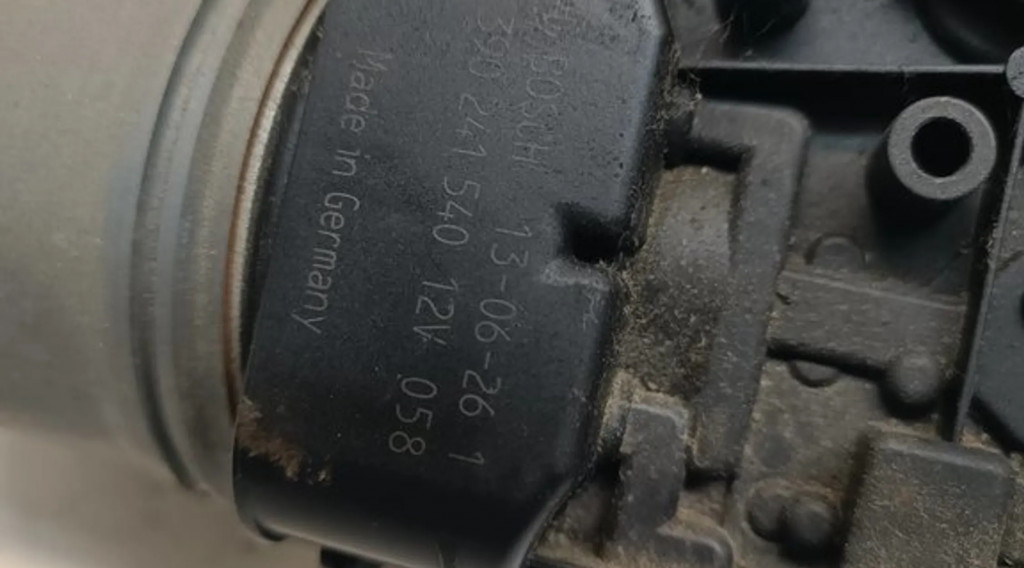 BOSCH 13-06-26 1
390 241 540 12V 058
Made in Germany